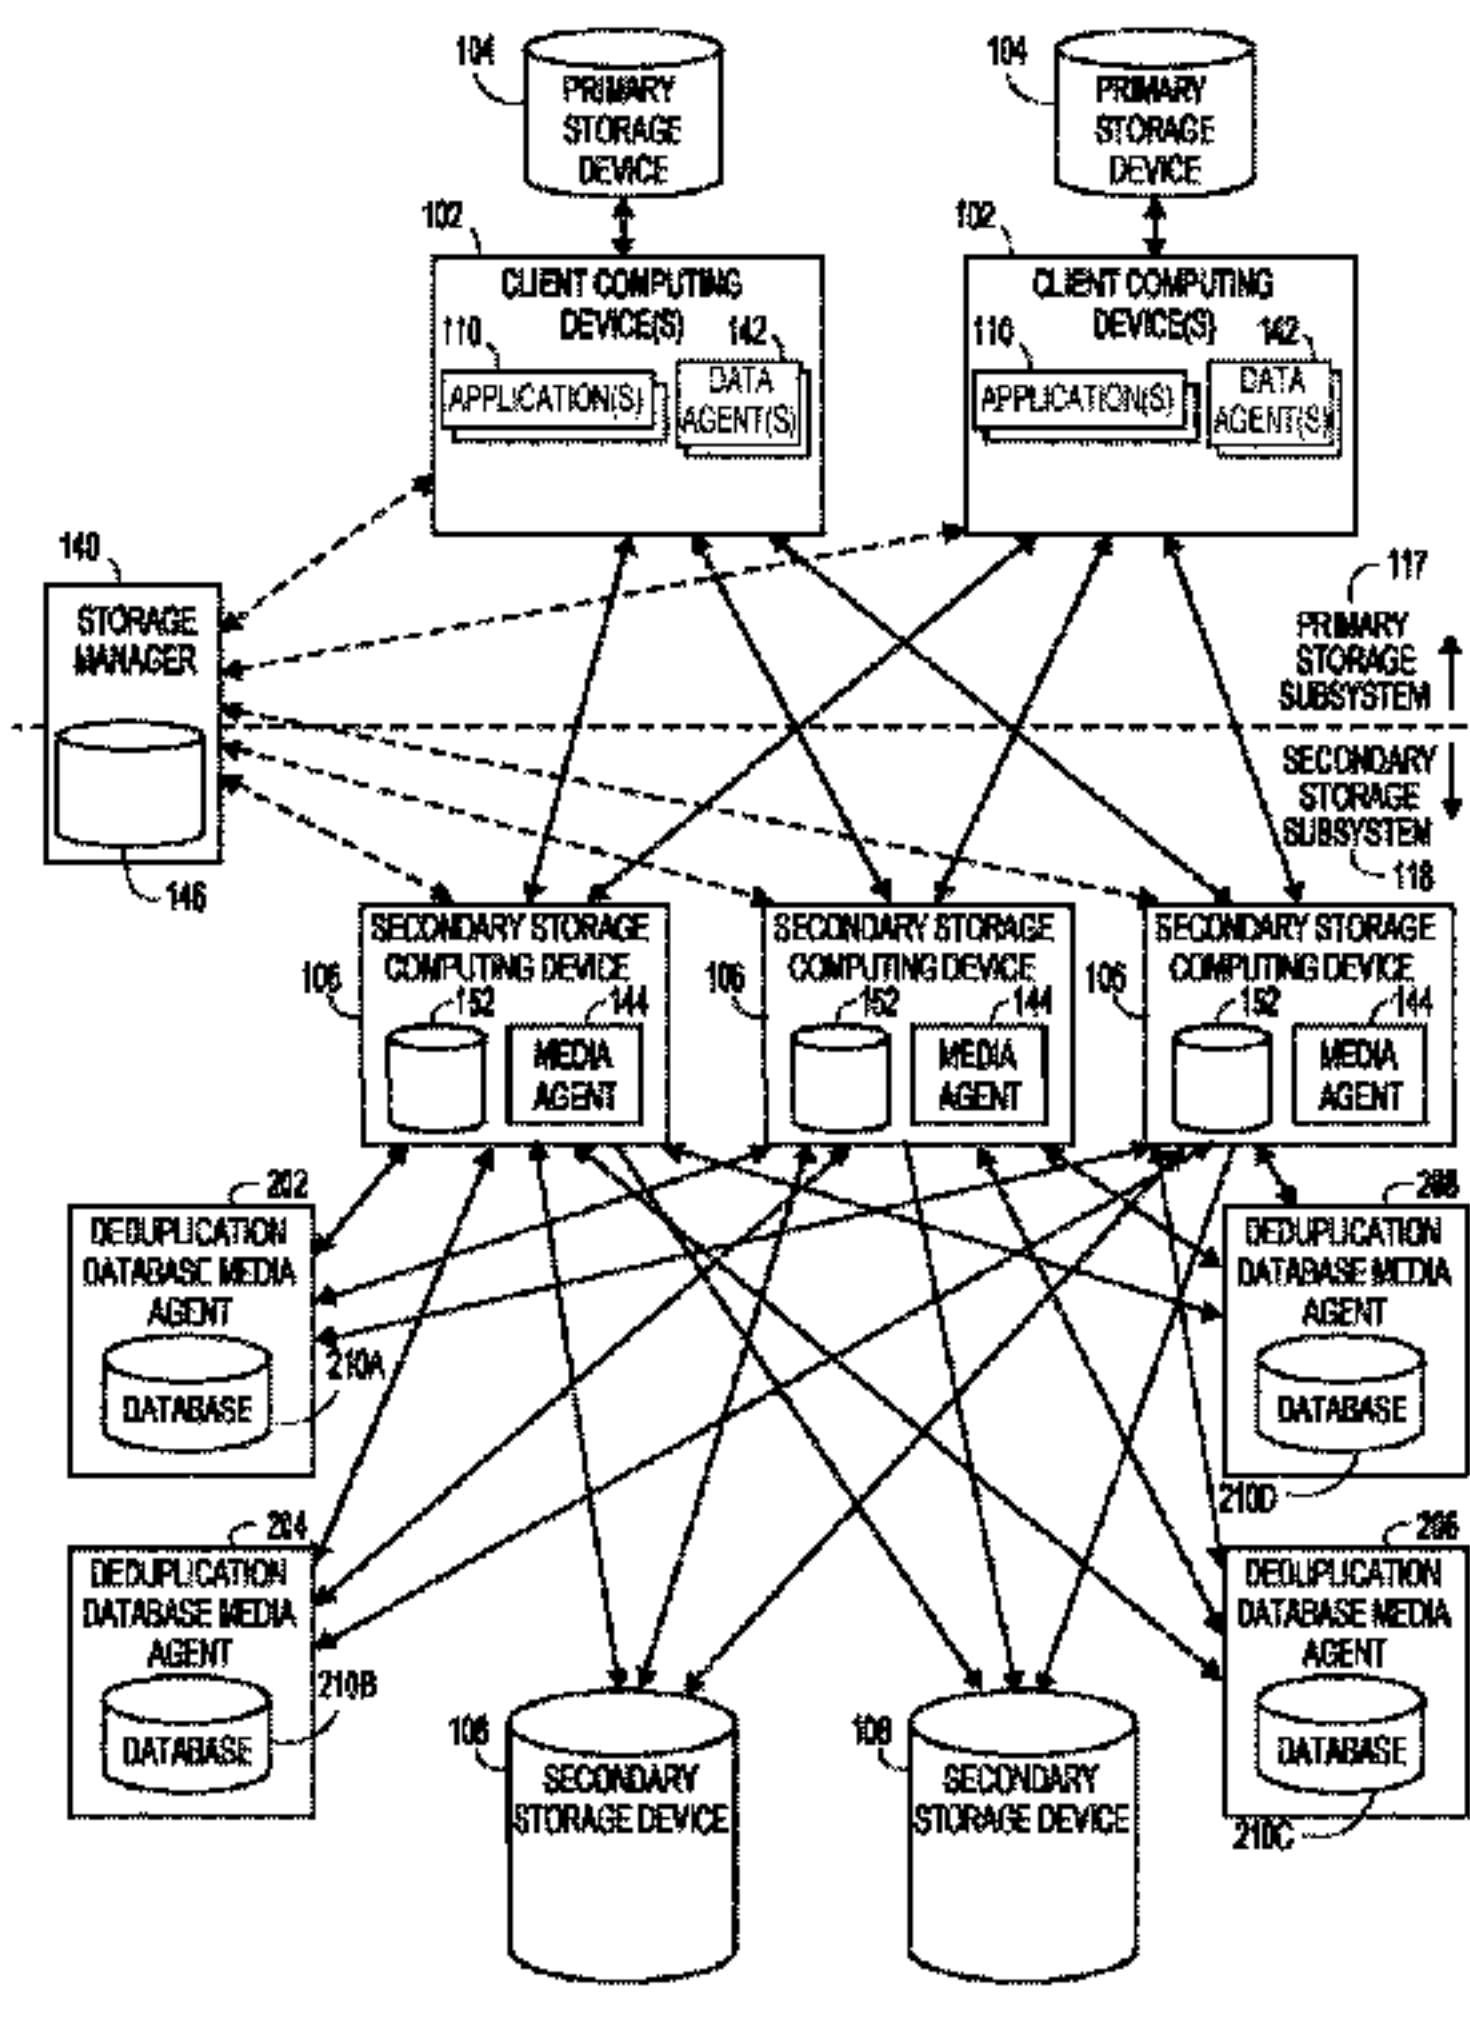 104
PRIMARY
STORAGE
DEVICE
104
PRIMARY
STORAGE
DEVICE
102
CLIENT COMPUTING
DEVICE(S)
110
APPLICATION(S)
142
DATA
AGENT(S)
102
CLIENT COMPUTING
DEVICE(S)
110
APPLICATION(S)
142
DATA
AGENT(S)
140
STORAGE
MANAGER
146
117
PRIMARY
STORAGE
SUBSYSTEM
SECONDARY
STORAGE
SUBSYSTEM
118
SECONDARY STORAGE
COMPUTING DEVICE
106
152
144
MEDIA
AGENT
SECONDARY STORAGE
COMPUTING DEVICE
106
152
144
MEDIA
AGENT
SECONDARY STORAGE
COMPUTING DEVICE
106
152
144
MEDIA
AGENT
202
DEDUPLICATION
DATABASE MEDIA
AGENT
DATABASE
210A
208
DEDUPLICATION
DATABASE MEDIA
AGENT
DATABASE
210D
204
DEDUPLICATION
DATABASE MEDIA
AGENT
DATABASE
210B
206
DEDUPLICATION
DATABASE MEDIA
AGENT
DATABASE
210C
108
SECONDARY
STORAGE DEVICE
108
SECONDARY
STORAGE DEVICE